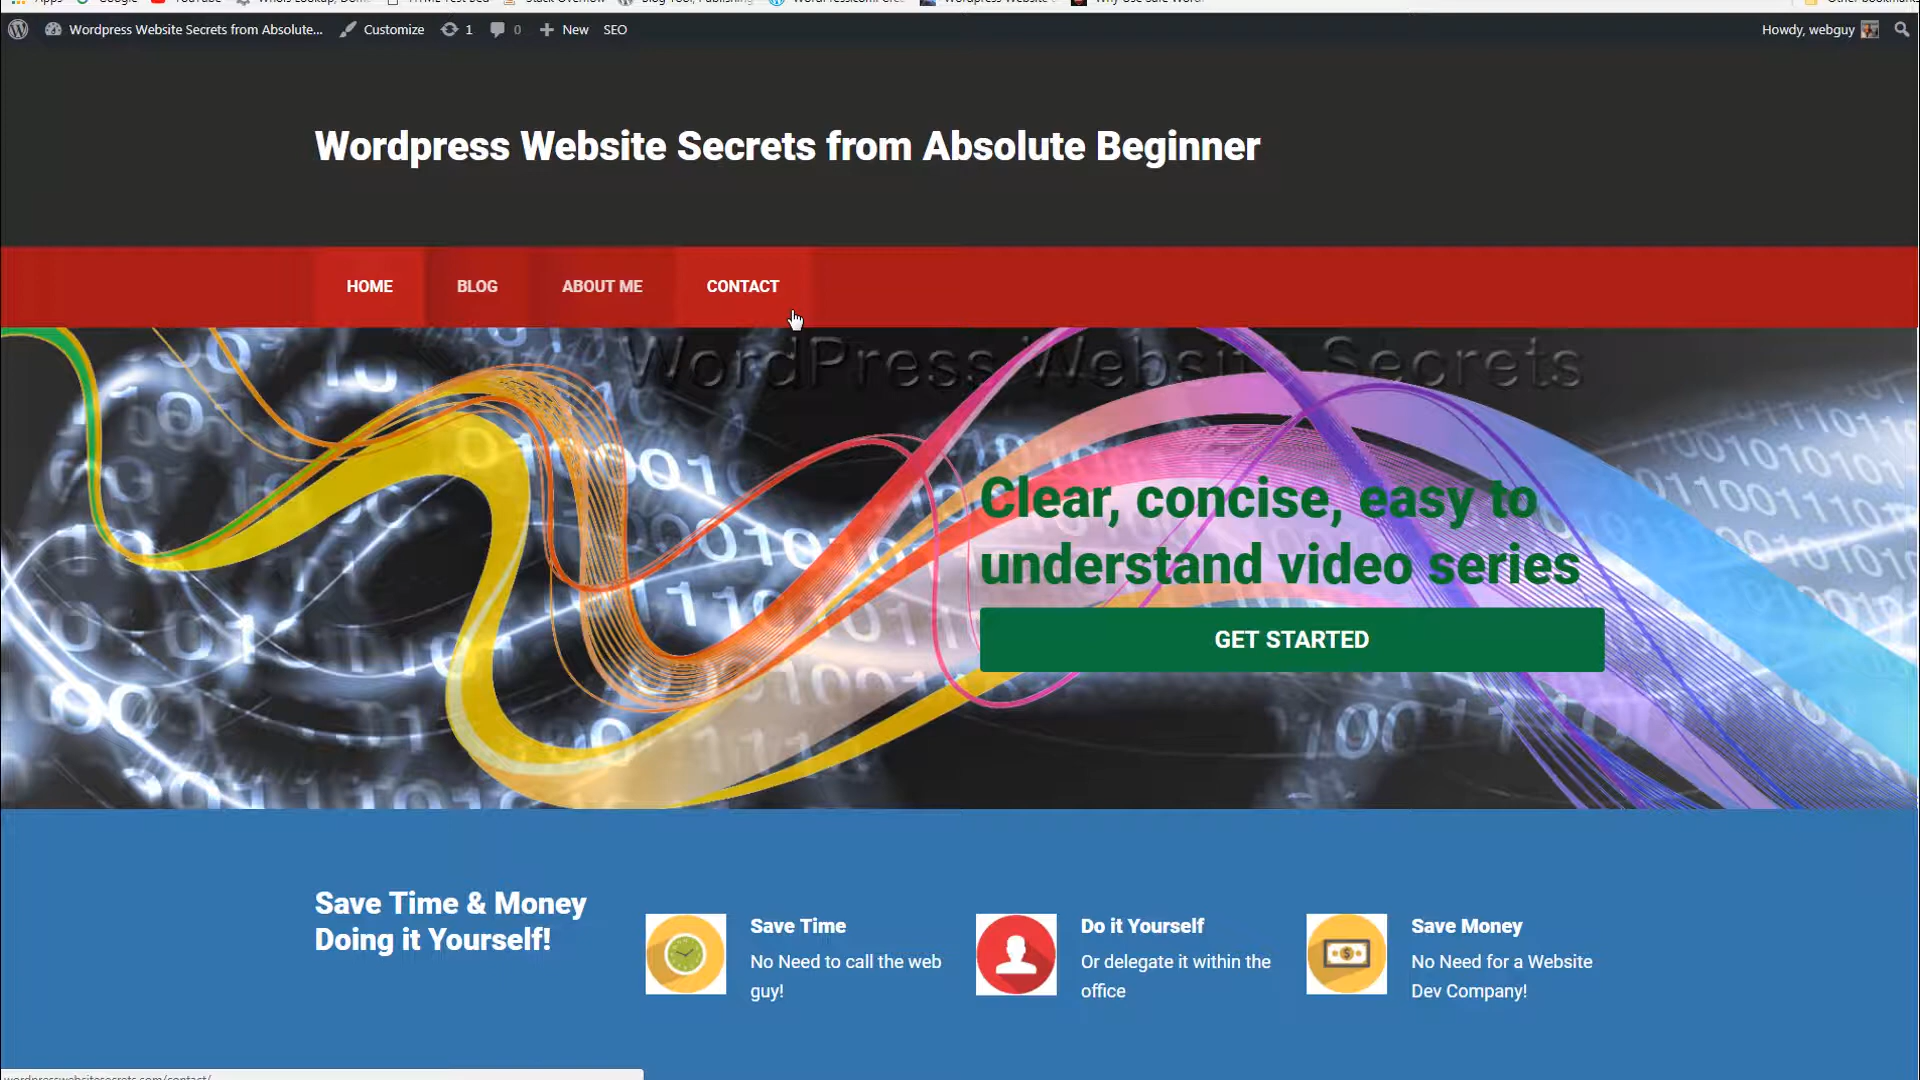 Wordpress Website Secrets from Absolute... Customize 1 0 New SEO Howdy, webguy
Wordpress Website Secrets from Absolute Beginner
HOME BLOG ABOUT ME CONTACT
WordPress Website Secrets
Clear, concise, easy to
understand video series
GET STARTED
Save Time & Money
Doing it Yourself!
Save Time
No Need to call the web
guy!
Do it Yourself
Or delegate it within the
office
Save Money
No Need for a Website
Dev Company!